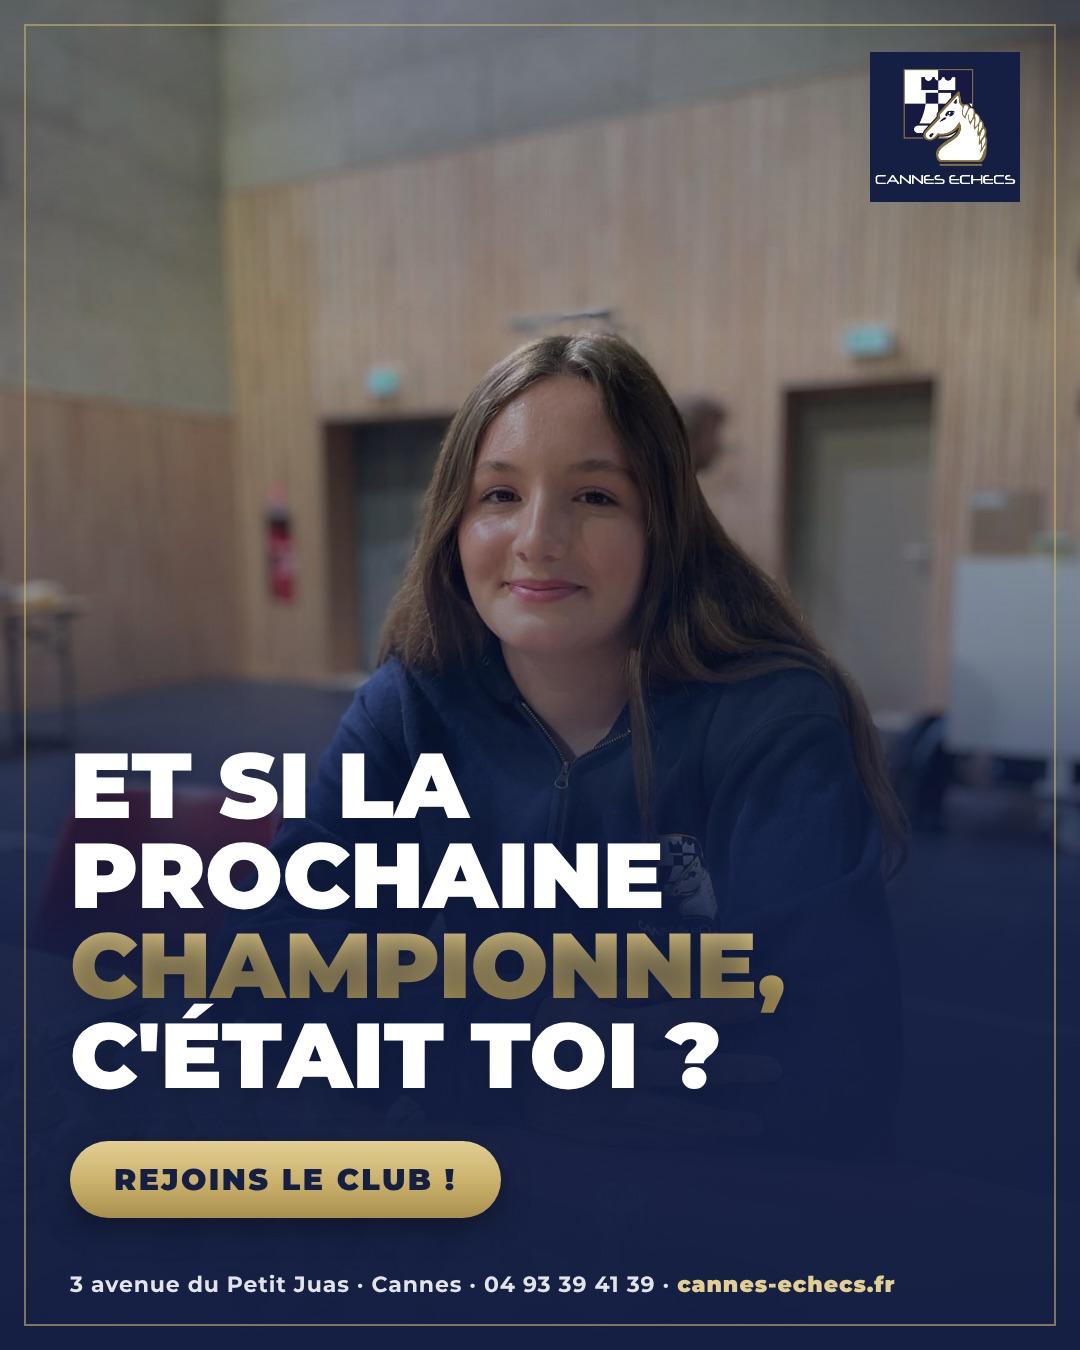 CANNES ECHECS
ET SI LA
PROCHAINE
CHAMPIONNE,
C'ÉTAIT TOI ?
REJOINS LE CLUB !
3 avenue du Petit Juas · Cannes · 04 93 39 41 39 · cannes-echecs.fr